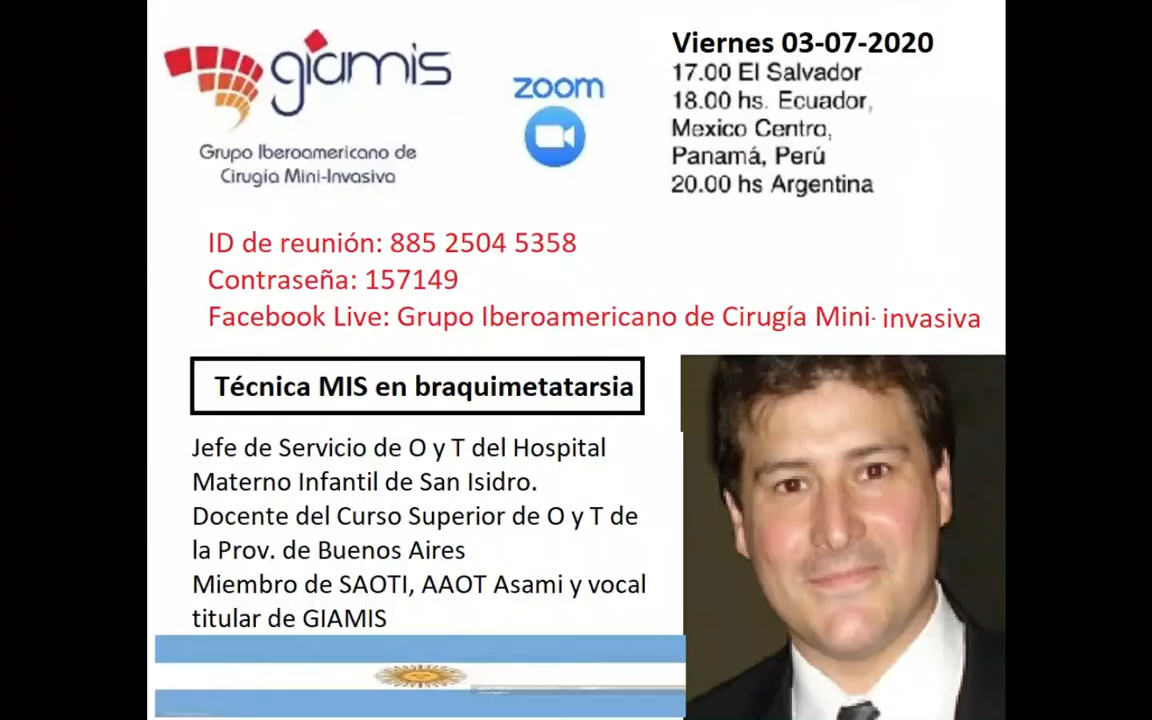 giamis
Grupo Iberoamericano de
Cirugía Mini-Invasiva
zoom
Viernes 03-07-2020
17.00 El Salvador
18.00 hs. Ecuador,
Mexico Centro,
Panamá, Perú
20.00 hs Argentina
ID de reunión: 885 2504 5358
Contraseña: 157149
Facebook Live: Grupo Iberoamericano de Cirugía Mini- invasiva
Técnica MIS en braquimetatarsia
Jefe de Servicio de O y T del Hospital
Materno Infantil de San Isidro.
Docente del Curso Superior de O y T de
la Prov. de Buenos Aires
Miembro de SAOTI, AAOT Asami y vocal
titular de GIAMIS